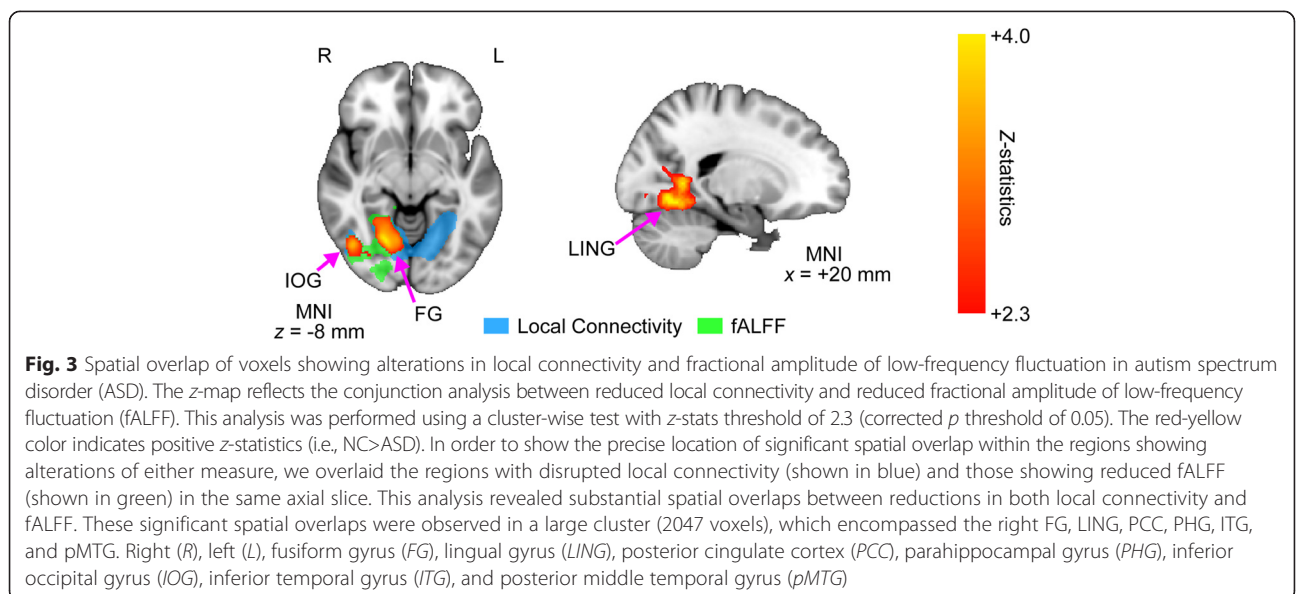 R L
IOG
MNI
z = -8 mm
FG
LING
MNI
x = +20 mm
+4.0
Z-statistics
+2.3
Local Connectivity fALFF
Fig. 3 Spatial overlap of voxels showing alterations in local connectivity and fractional amplitude of low-frequency fluctuation in autism spectrum
disorder (ASD). The z-map reflects the conjunction analysis between reduced local connectivity and reduced fractional amplitude of low-frequency
fluctuation (fALFF). This analysis was performed using a cluster-wise test with z-stats threshold of 2.3 (corrected p threshold of 0.05). The red-yellow
color indicates positive z-statistics (i.e., NC>ASD). In order to show the precise location of significant spatial overlap within the regions showing
alterations of either measure, we overlaid the regions with disrupted local connectivity (shown in blue) and those showing reduced fALFF
(shown in green) in the same axial slice. This analysis revealed substantial spatial overlaps between reductions in both local connectivity and
fALFF. These significant spatial overlaps were observed in a large cluster (2047 voxels), which encompassed the right FG, LING, PCC, PHG, ITG,
and pMTG. Right (R), left (L), fusiform gyrus (FG), lingual gyrus (LING), posterior cingulate cortex (PCC), parahippocampal gyrus (PHG), inferior
occipital gyrus (IOG), inferior temporal gyrus (ITG), and posterior middle temporal gyrus (pMTG)